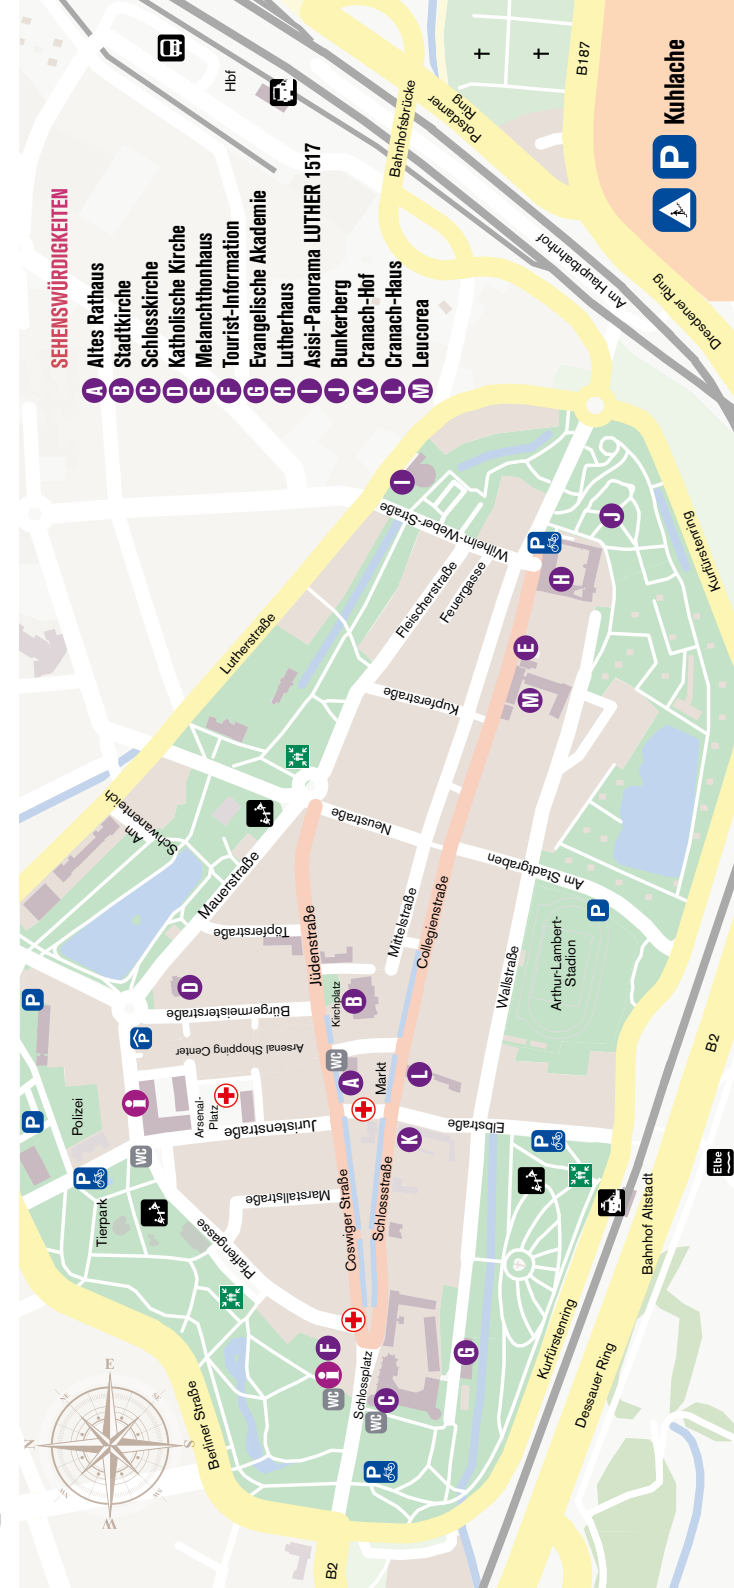 SEHENSWÜRDIGKEITEN
A Altes Rathaus
B Stadtkirche
C Schlosskirche
D Katholische Kirche
E Melanchthonhaus
F Tourist-Information
G Evangelische Akademie
H Lutherhaus
I Asisi-Panorama LUTHER 1517
J Bunkerberg
K Cranach-Hof
L Cranach-Haus
M Leucorea
P Kuhlache
Hbf
B187
Bahnhofsbrücke
Potsdamer
Ring
Am Hauptbahnhof
Dresdener Ring
Kurfürstenring
Lutherstraße
Wilhelm-Weber-Straße
Fleischerstraße
Feuergasse
Kupferstraße
I
J
P
H
E
M
Am
Schwanenteich
Mauerstraße
Neustraße
Am Stadtgraben
Töpferstraße
Jüdenstraße
Mittelstraße
Collegienstraße
Wallstraße
Arthur-Lambert-
Stadion
P
B2
D
Bürgermeisterstraße
Kirchplatz
B
Arsenal Shopping Center
WC
A
Markt
L
P
P
P
Polizei
i
WC
Arsenal-
Platz
Juristenstraße
K
Elbstraße
P
Elbe
P
Tierpark
Marstallstraße
Pfaffengasse
Coswiger Straße
Schlossstraße
Bahnhof Altstadt
F
i
WC
Schlossplatz
WC
C
G
P
Kurfürstenring
Dessauer Ring
Berliner Straße
B2
N
E
S
W
NE
SE
SW
NW